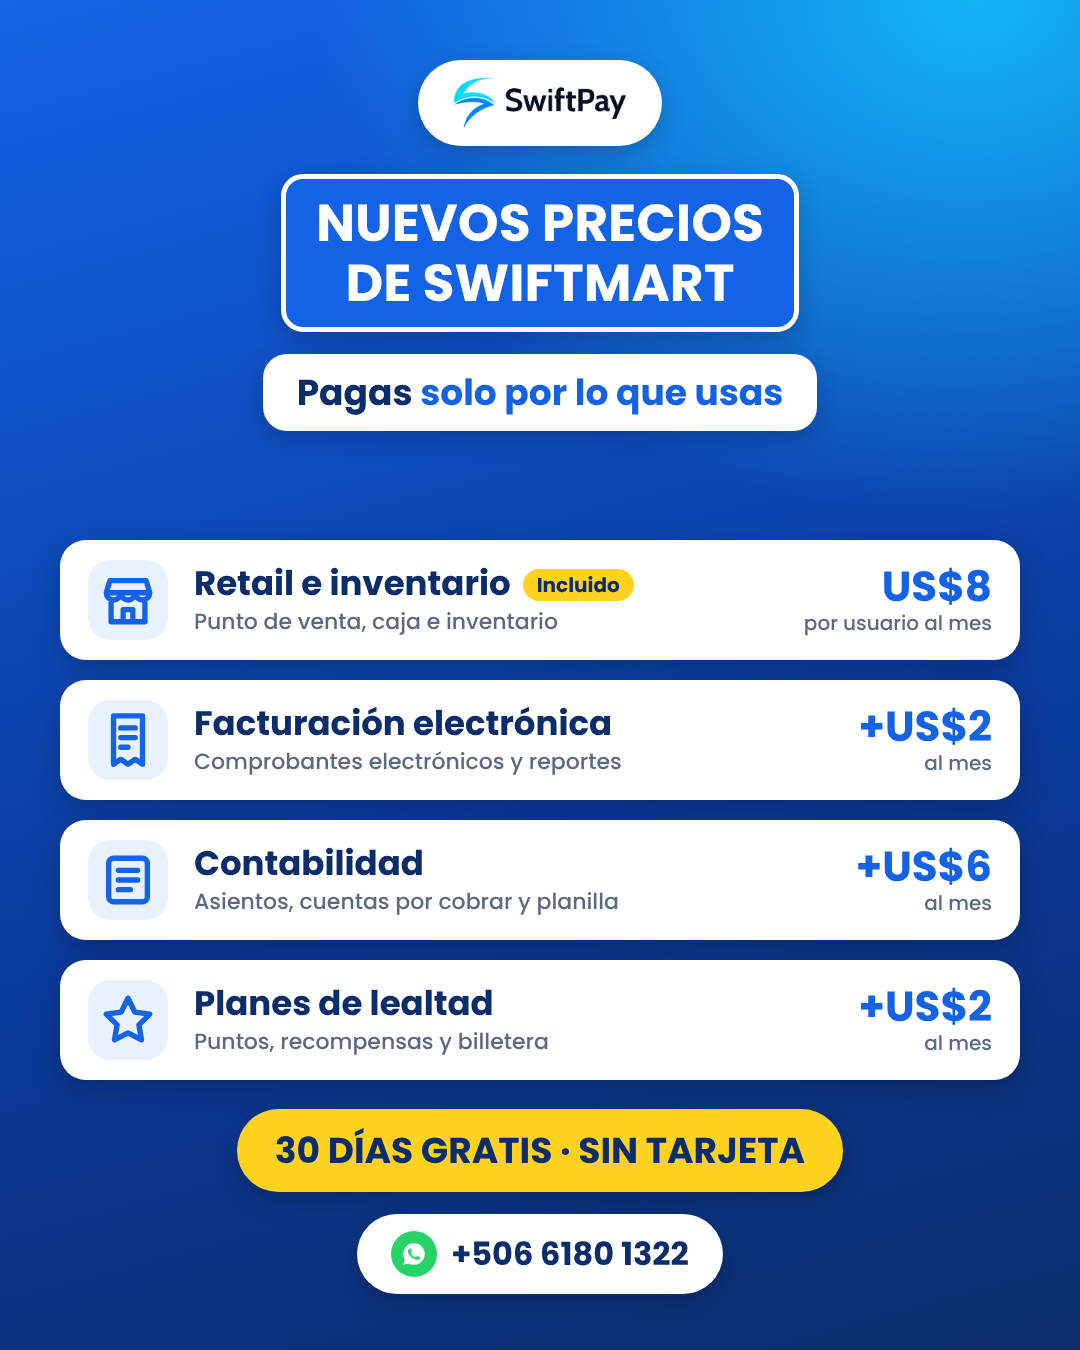 SwiftPay
NUEVOS PRECIOS
DE SWIFTMART
Pagas solo por lo que usas
Retail e inventario Incluido
Punto de venta, caja e inventario
US$8
por usuario al mes
Facturación electrónica
Comprobantes electrónicos y reportes
+US$2
al mes
Contabilidad
Asientos, cuentas por cobrar y planilla
+US$6
al mes
Planes de lealtad
Puntos, recompensas y billetera
+US$2
al mes
30 DÍAS GRATIS · SIN TARJETA
+506 6180 1322